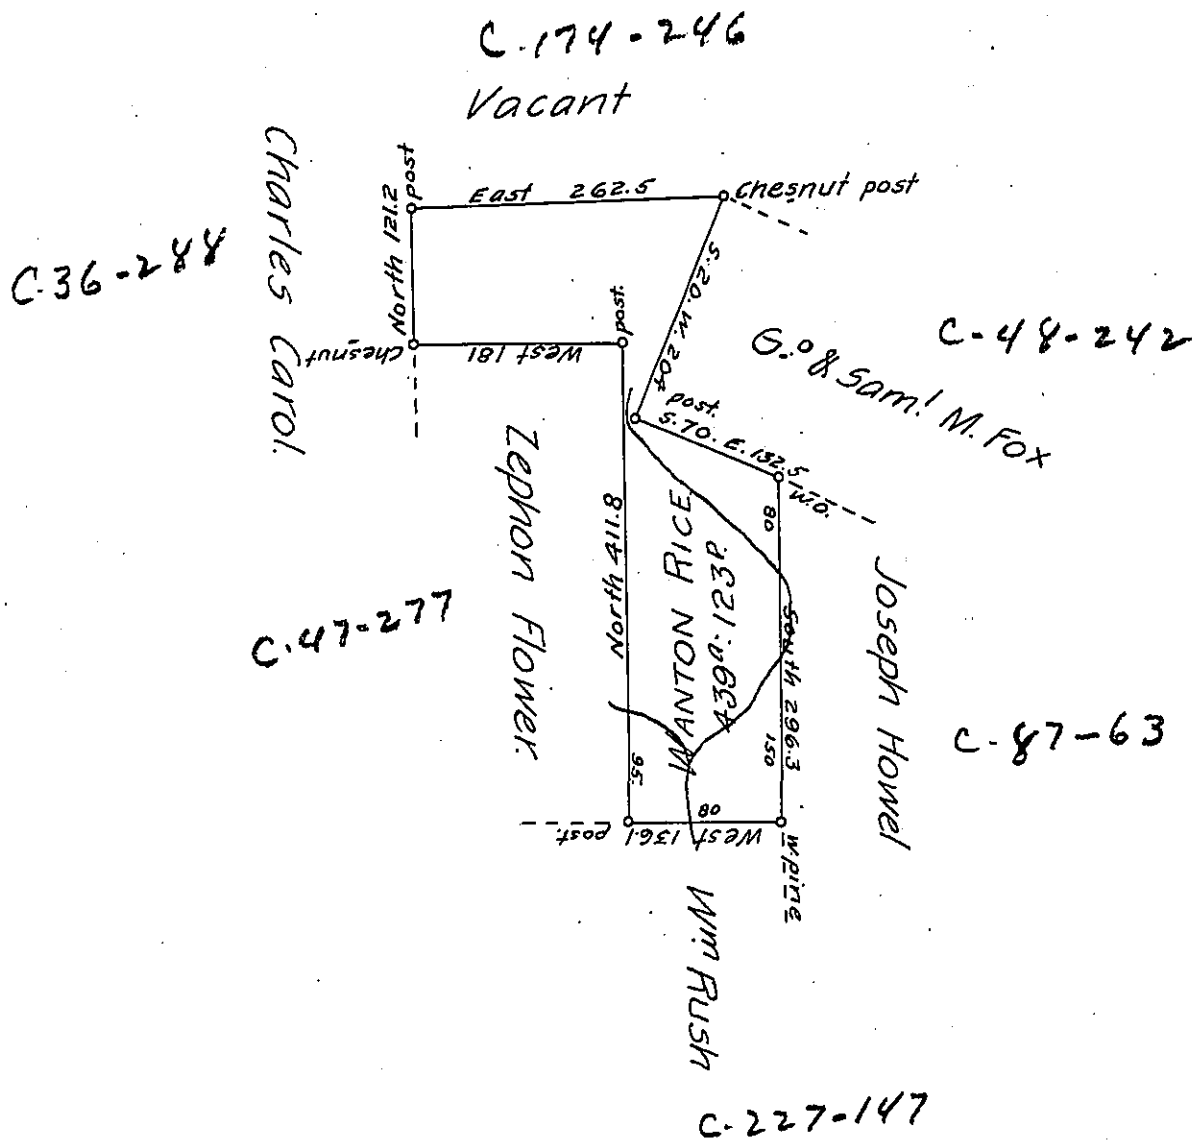 C-174-246
Vacant
Charles Carol.
C-36-288
post
North 121.2
East 262.5
chesnut post
S. 20. W. 204
chesnut
West 181
post.
G.º & Sam! M. Fox
C-48-242
post.
S. 70. E. 132.5
W.O.
Zephon Flower.
C-47-277
North 411.8
95.
WANTON RICE
439ª: 123 P.
80
South 296.3
150
Joseph Howel
C-87-63
post
West 136.1
80
w.pine
Wm Rush
C-227-147